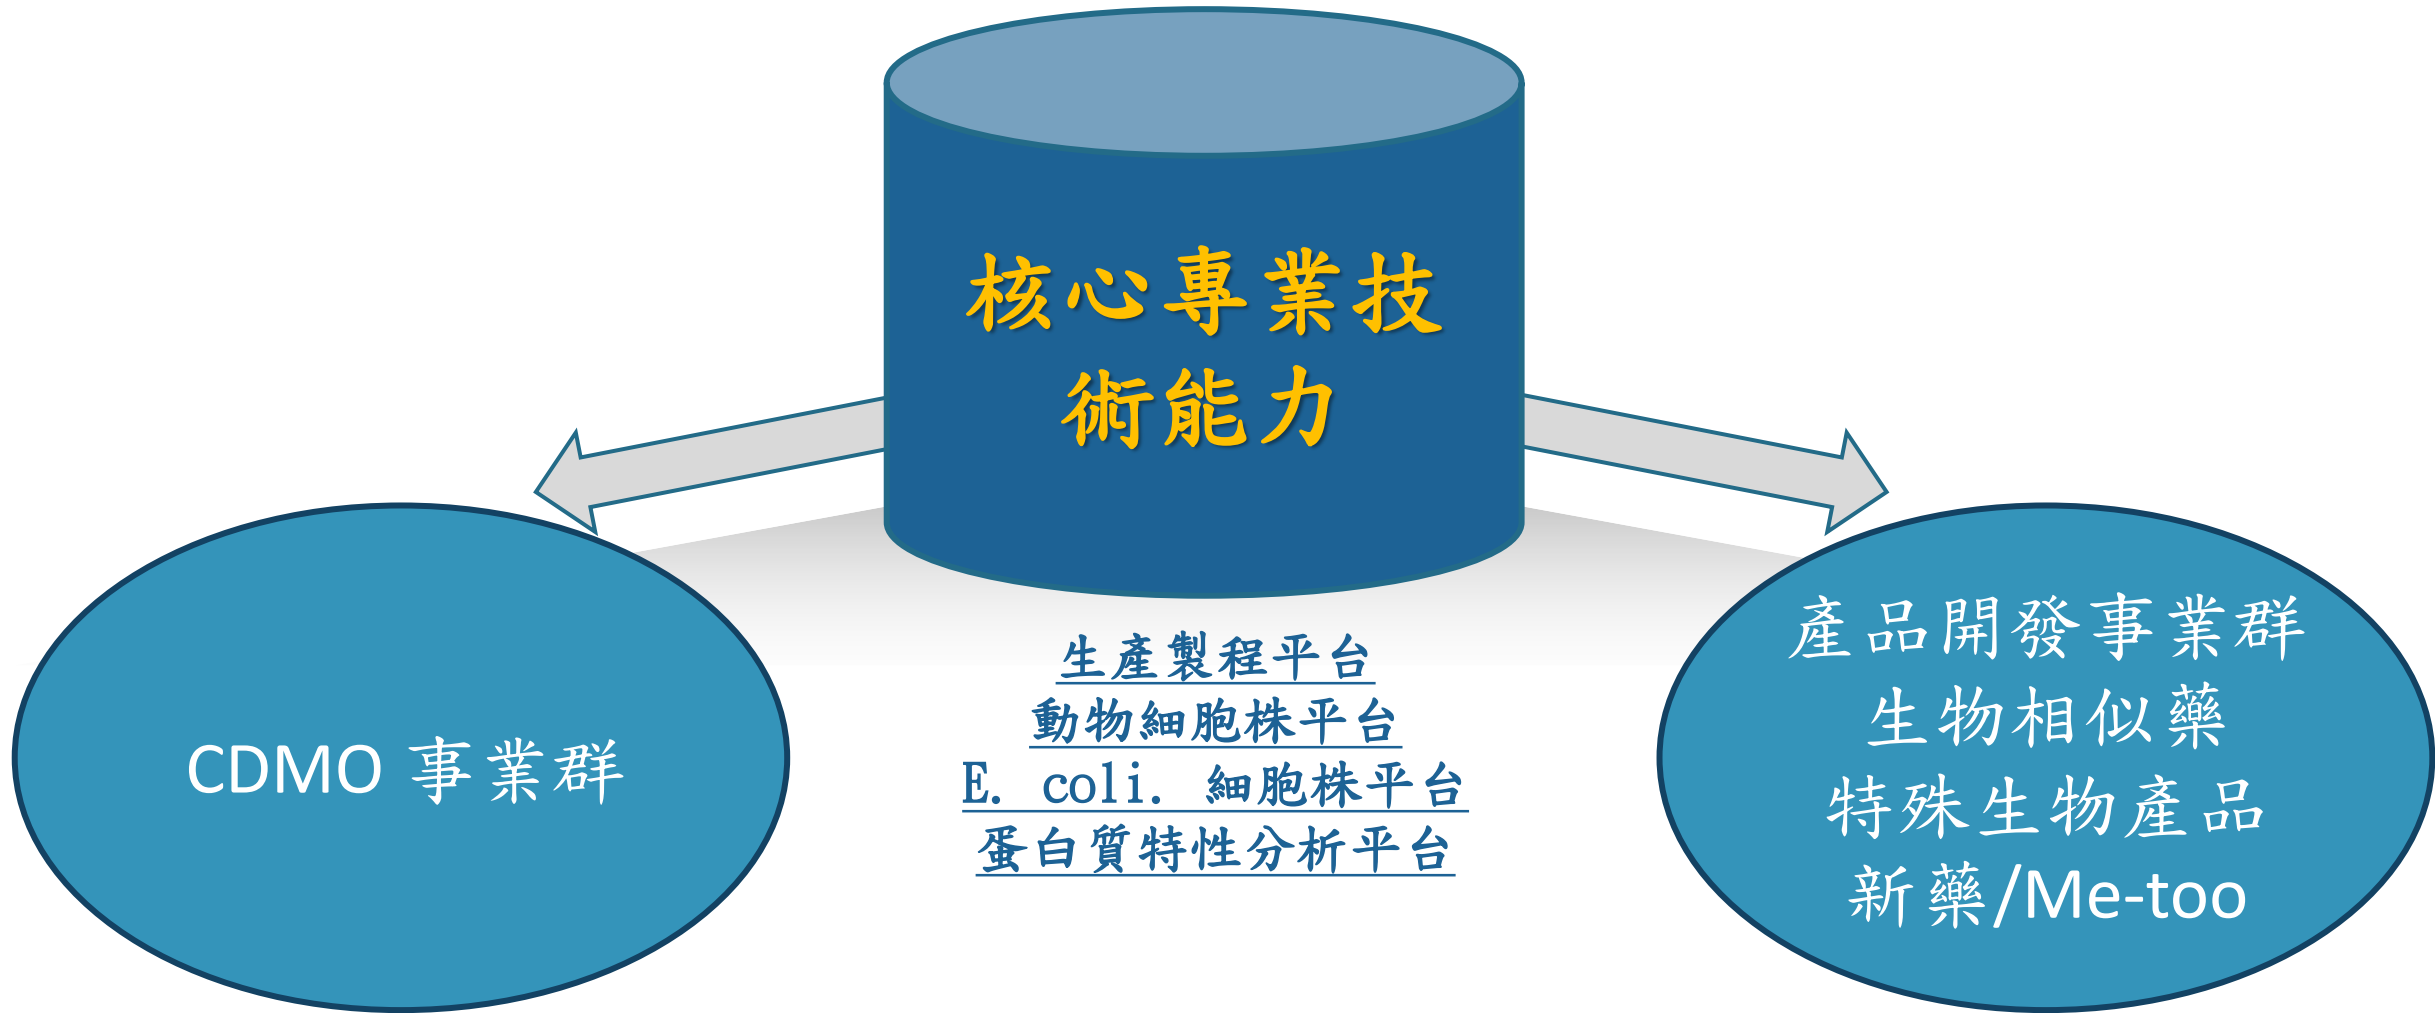 核心專業技
術能力
CDMO 事業群
生產製程平台
動物細胞株平台
E. coli. 細胞株平台
蛋白質特性分析平台
產品開發事業群
生物相似藥
特殊生物產品
新藥/Me-too